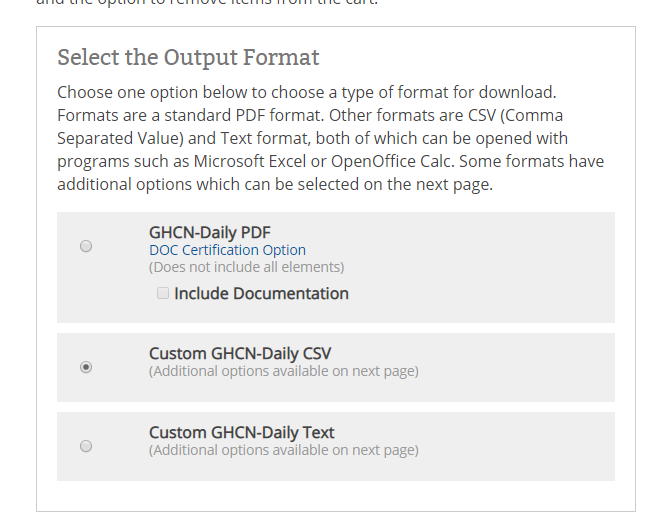 and the option to remove items from the cart.
Select the Output Format
Choose one option below to choose a type of format for download.
Formats are a standard PDF format. Other formats are CSV (Comma
Separated Value) and Text format, both of which can be opened with
programs such as Microsoft Excel or OpenOffice Calc. Some formats have
additional options which can be selected on the next page.
GHCN-Daily PDF
DOC Certification Option
(Does not include all elements)
Include Documentation
Custom GHCN-Daily CSV
(Additional options available on next page)
Custom GHCN-Daily Text
(Additional options available on next page)